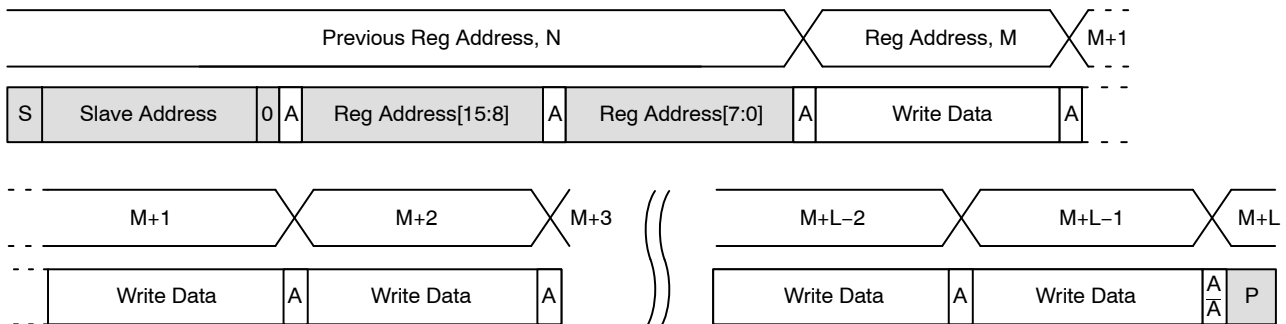 Previous Reg Address, N Reg Address, M M+1
S Slave Address 0 A Reg Address[15:8] A Reg Address[7:0] A Write Data A
M+1 M+2 M+3 M+L−2 M+L−1 M+L
Write Data A Write Data A Write Data A Write Data A A̅ P